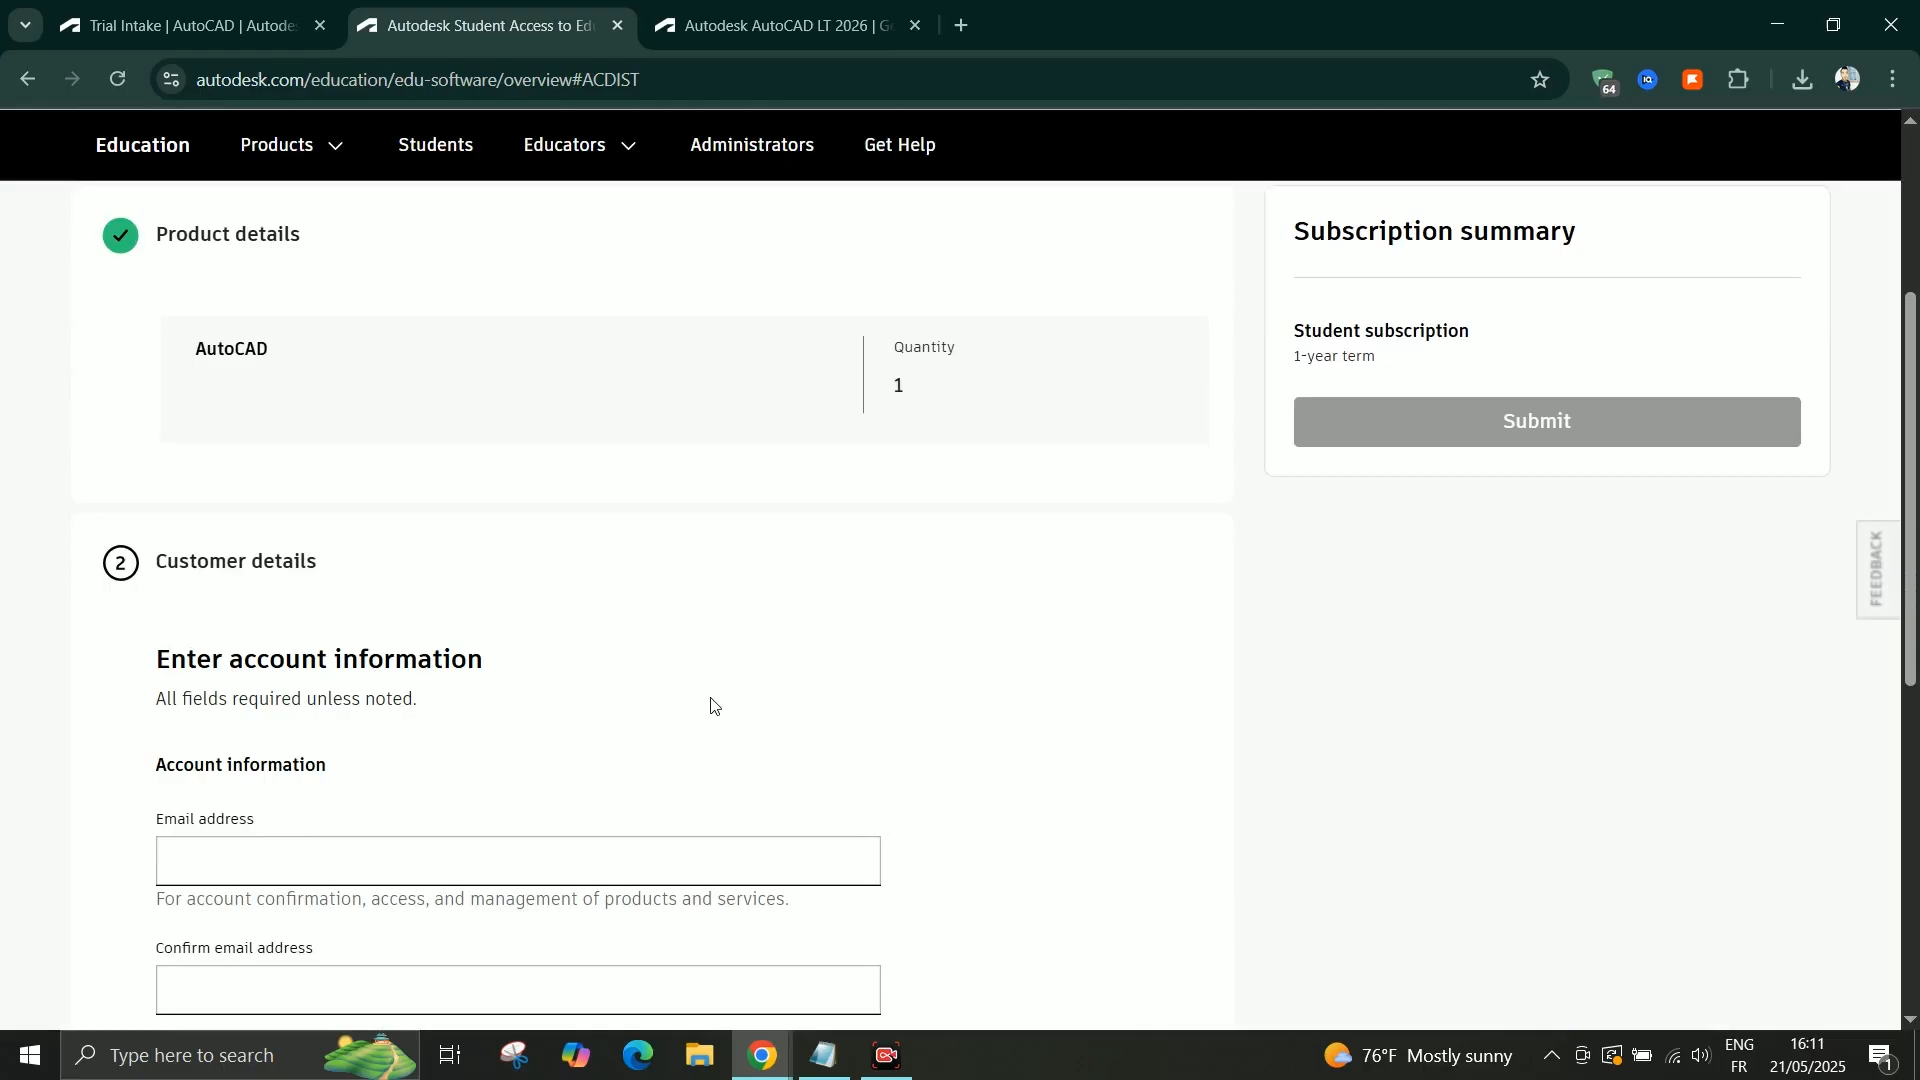 Trial Intake | AutoCAD | Autodes
Autodesk Student Access to Ed
Autodesk AutoCAD LT 2026 | G
autodesk.com/education/edu-software/overview#ACDIST
64
Education
Products
Students
Educators
Administrators
Get Help
Product details
AutoCAD
Quantity
1
Subscription summary
Student subscription
1-year term
Submit
FEEDBACK
2
Customer details
Enter account information
All fields required unless noted.
Account information
Email address
For account confirmation, access, and management of products and services.
Confirm email address
Type here to search
76°F Mostly sunny
ENG
FR
16:11
21/05/2025
1